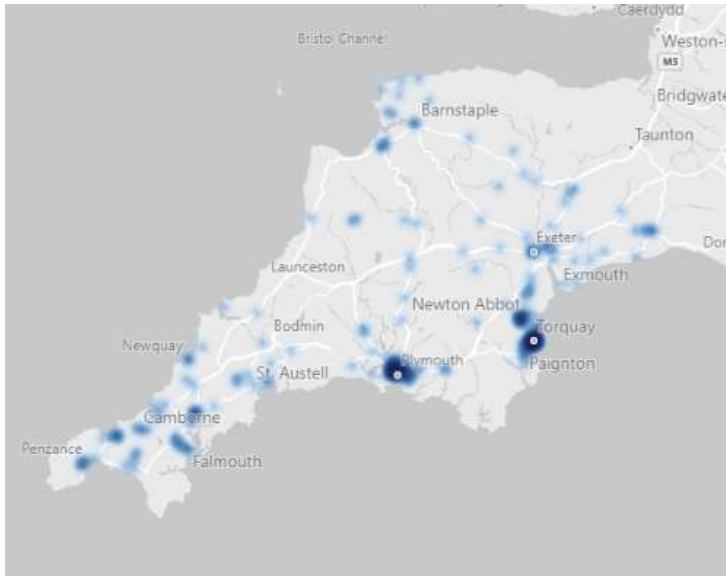 Caerdydd
Bristol Channel
Weston-s
M5
Barnstaple
Bridgwate
Taunton
Exeter
Dor
Launceston
Exmouth
Newton Abbot
Bodmin
Torquay
Newquay
Plymouth
Paignton
St. Austell
Camborne
Penzance
Falmouth